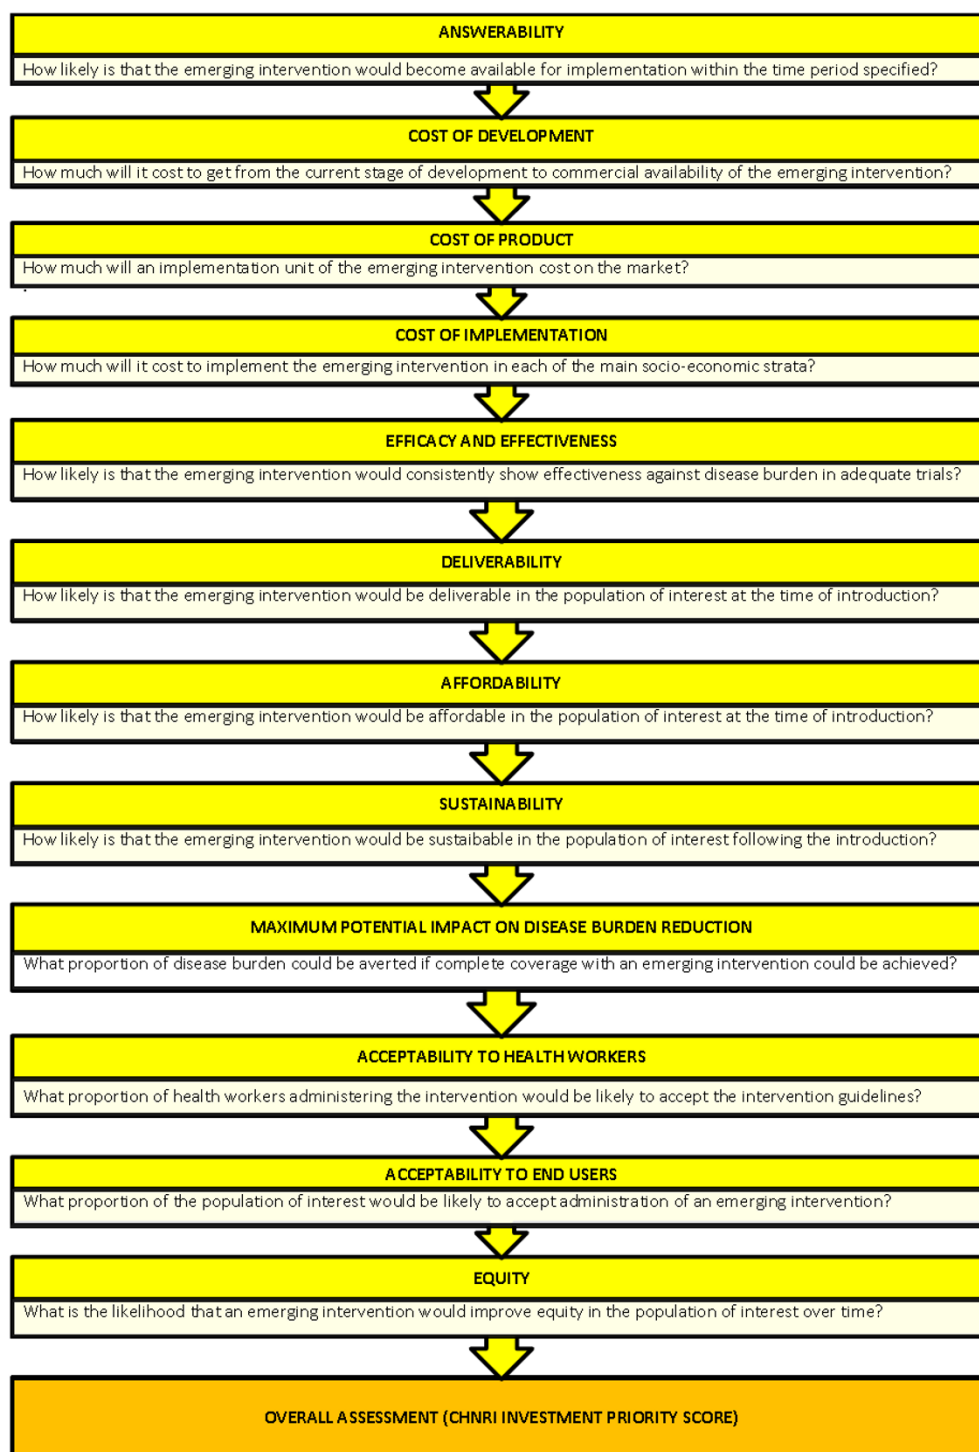 ANSWERABILITY
How likely is that the emerging intervention would become available for implementation within the time period specified?
COST OF DEVELOPMENT
How much will it cost to get from the current stage of development to commercial availability of the emerging intervention?
COST OF PRODUCT
How much will an implementation unit of the emerging intervention cost on the market?
.
COST OF IMPLEMENTATION
How much will it cost to implement the emerging intervention in each of the main socio-economic strata?
EFFICACY AND EFFECTIVENESS
How likely is that the emerging intervention would consistently show effectiveness against disease burden in adequate trials?
DELIVERABILITY
How likely is that the emerging intervention would be deliverable in the population of interest at the time of introduction?
AFFORDABILITY
How likely is that the emerging intervention would be affordable in the population of interest at the time of introduction?
SUSTAINABILITY
How likely is that the emerging intervention would be sustaibable in the population of interest following the introduction?
MAXIMUM POTENTIAL IMPACT ON DISEASE BURDEN REDUCTION
What proportion of disease burden could be averted if complete coverage with an emerging intervention could be achieved?
ACCEPTABILITY TO HEALTH WORKERS
What proportion of health workers administering the intervention would be likely to accept the intervention guidelines?
ACCEPTABILITY TO END USERS
What proportion of the population of interest would be likely to accept administration of an emerging intervention?
EQUITY
What is the likelihood that an emerging intervention would improve equity in the population of interest over time?
OVERALL ASSESSMENT (CHNRI INVESTMENT PRIORITY SCORE)